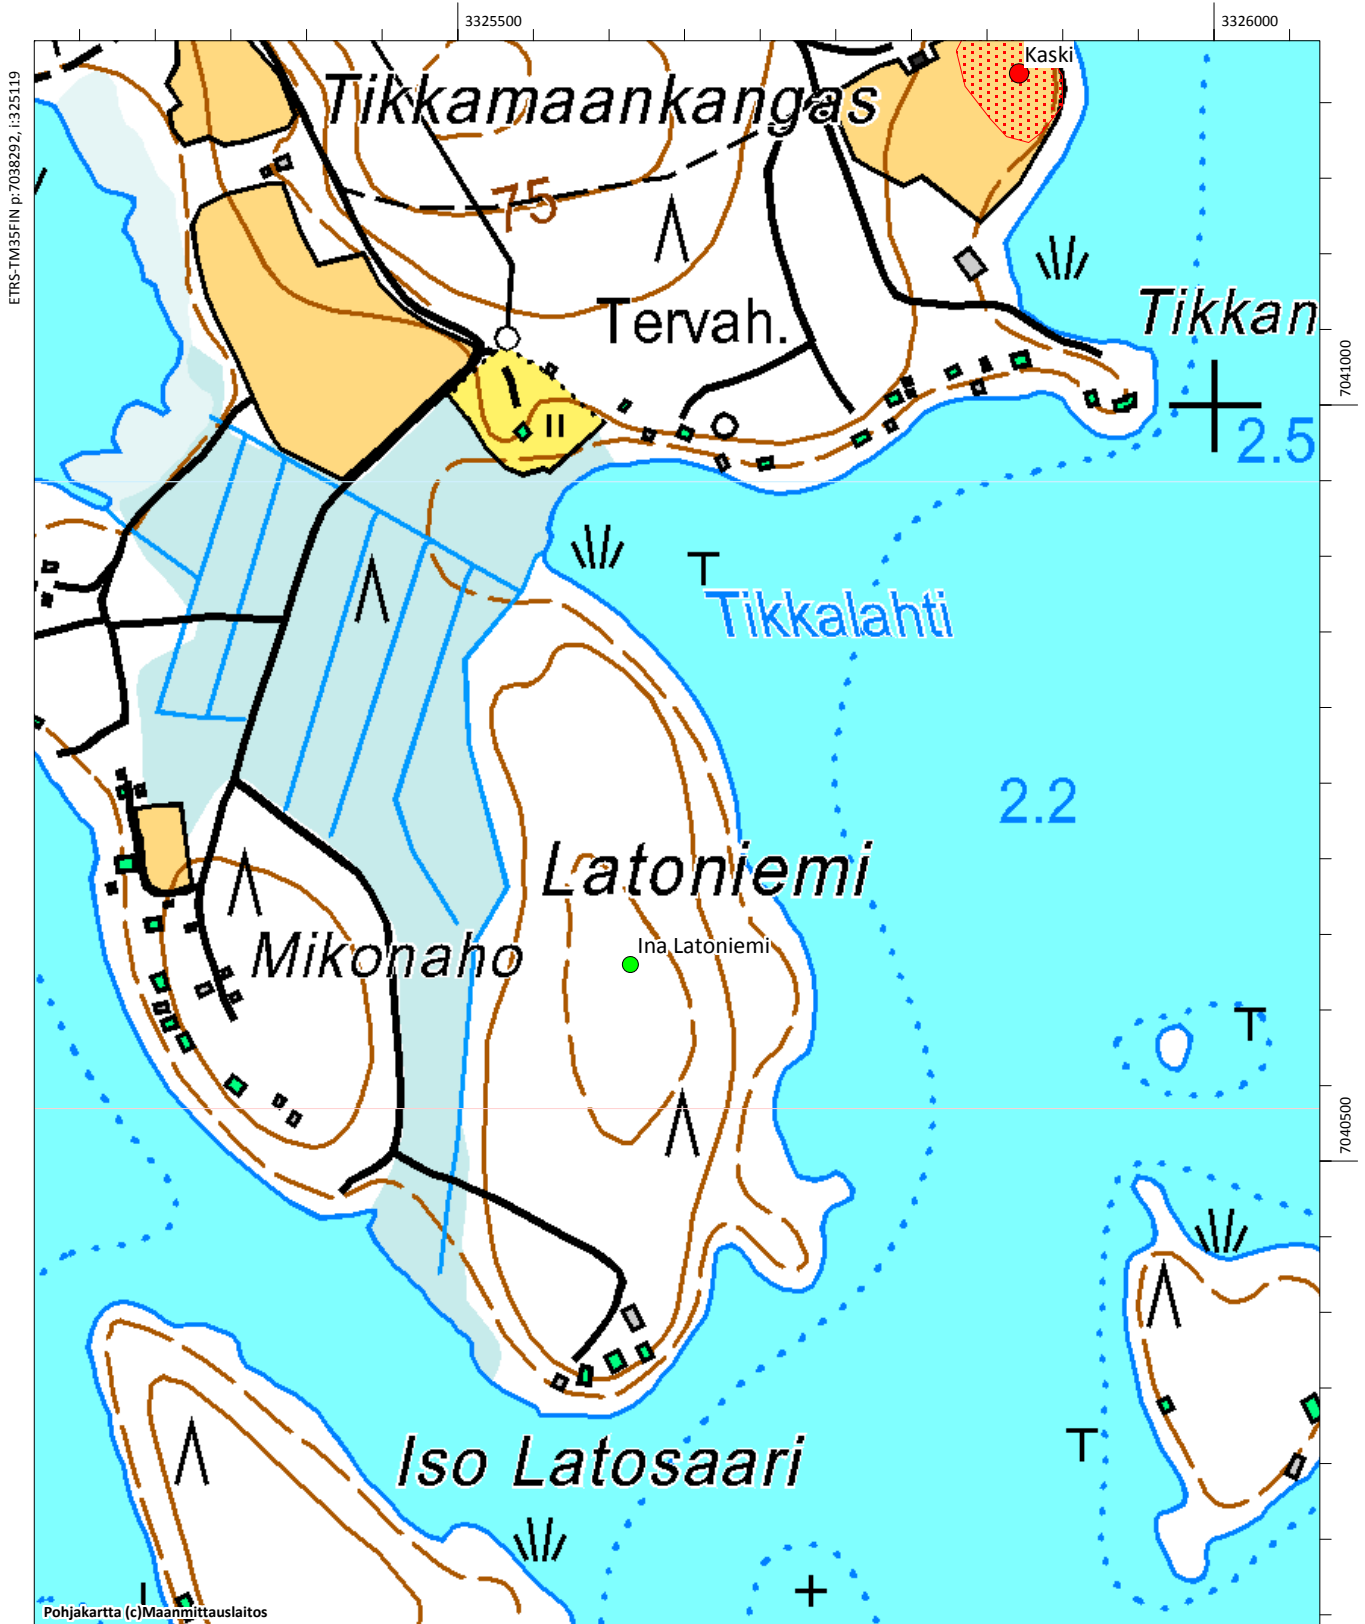 3325500
3326000
ETRS-TM35FIN p:7038292, i:325119
Kaski
Tikkamaankangas
75
Tikkan
Tervah.
7041000
2.5
Tikkalahti
2.2
Latoniemi
Ina Latoniemi
Mikonaho
7040500
Iso Latosaari
Pohjakartta (c)Maanmittauslaitos